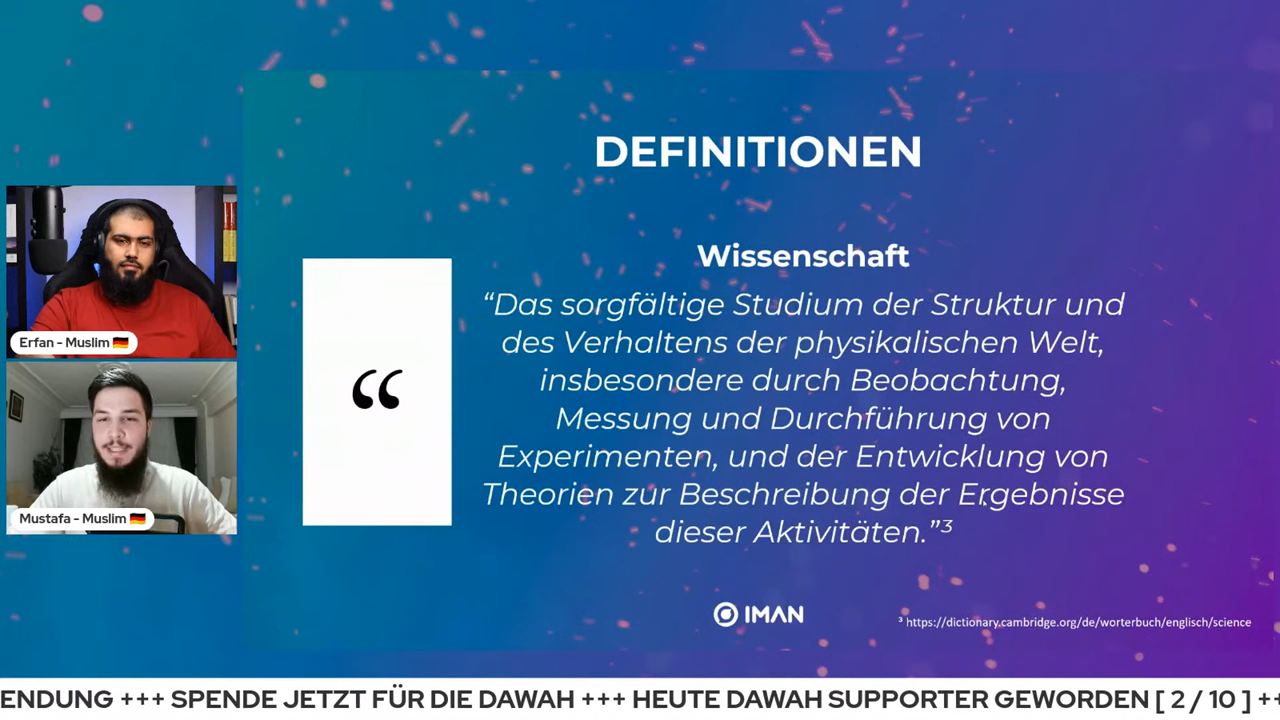 DEFINITIONEN
Wissenschaft
“Das sorgfältige Studium der Struktur und
des Verhaltens der physikalischen Welt,
insbesondere durch Beobachtung,
Messung und Durchführung von
Experimenten, und der Entwicklung von
Theorien zur Beschreibung der Ergebnisse
dieser Aktivitäten.”³
“
Erfan - Muslim 🇩🇪
Mustafa - Muslim 🇩🇪
IMAN
³ https://dictionary.cambridge.org/de/worterbuch/englisch/science
ENDUNG +++ SPENDE JETZT FÜR DIE DAWAH +++ HEUTE DAWAH SUPPORTER GEWORDEN [ 2 / 10 ] ++